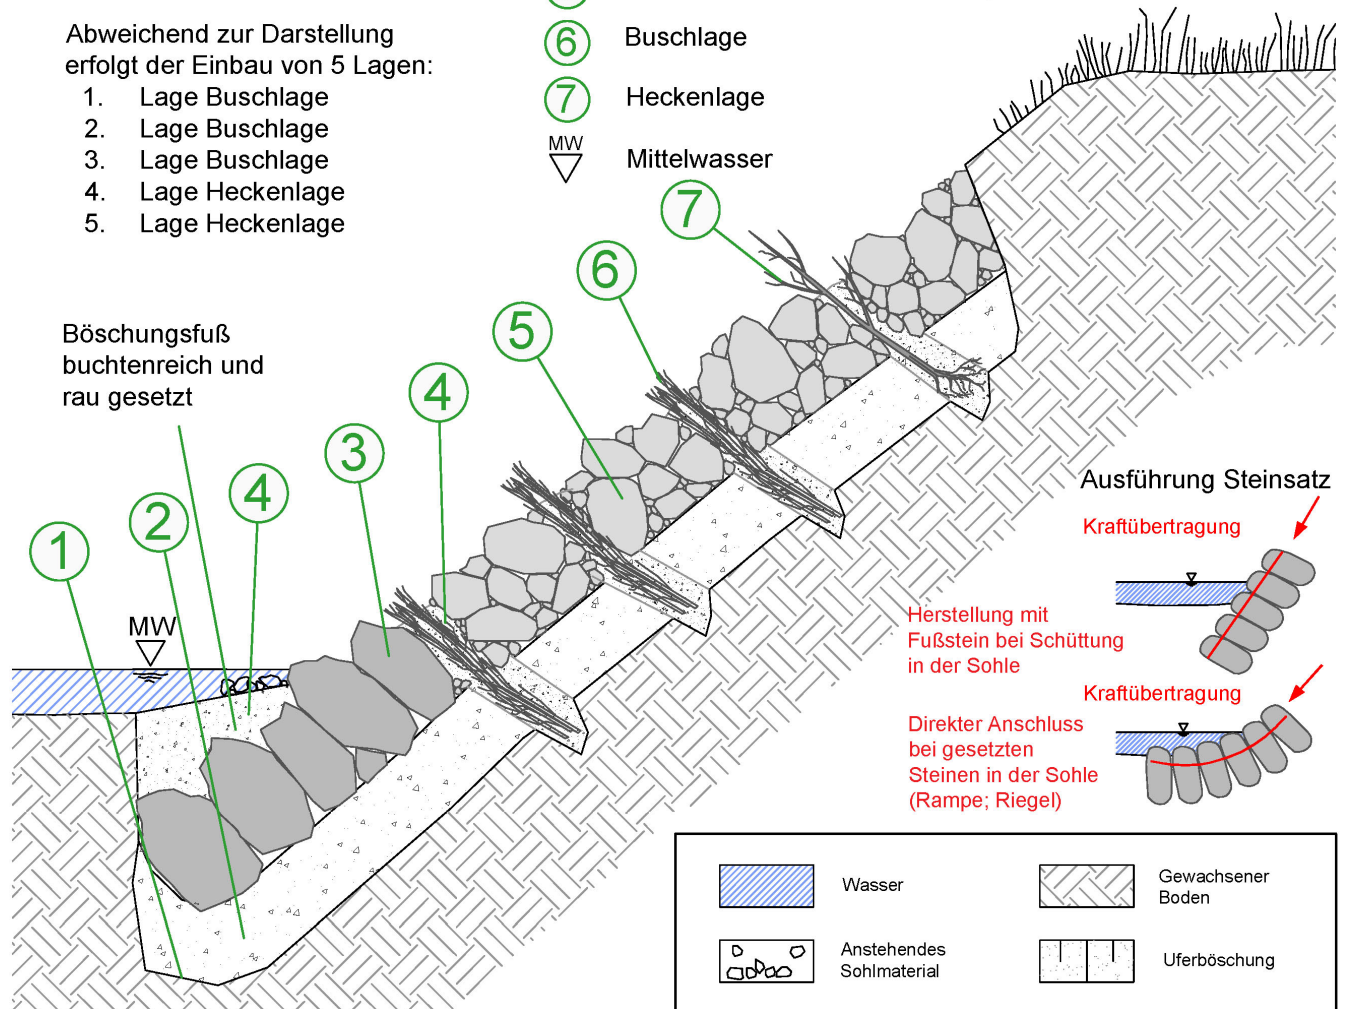 Abweichend zur Darstellung
erfolgt der Einbau von 5 Lagen:
1. Lage Buschlage
2. Lage Buschlage
3. Lage Buschlage
4. Lage Heckenlage
5. Lage Heckenlage
6 Buschlage
7 Heckenlage
MW Mittelwasser
7
6
5
4
3
4
2
1
Böschungsfuß
buchtenreich und
rau gesetzt
MW
Ausführung Steinsatz
Kraftübertragung
Herstellung mit
Fußstein bei Schüttung
in der Sohle
Kraftübertragung
Direkter Anschluss
bei gesetzten
Steinen in der Sohle
(Rampe; Riegel)
Wasser
Gewachsener
Boden
Anstehendes
Sohlmaterial
Uferböschung